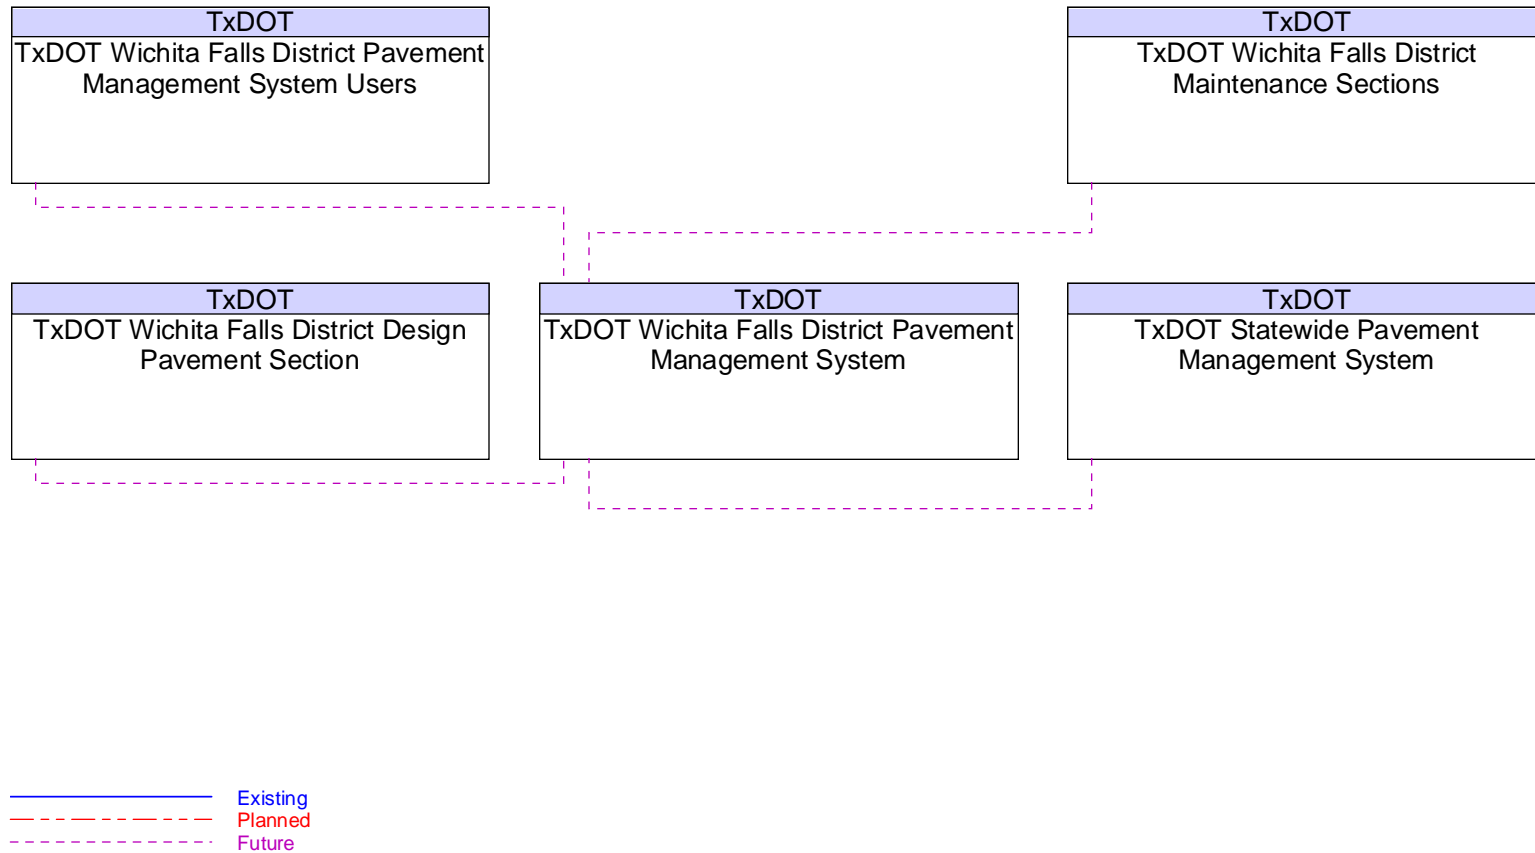 TxDOT
TxDOT Wichita Falls District Pavement
Management System Users
TxDOT
TxDOT Wichita Falls District
Maintenance Sections
TxDOT
TxDOT Wichita Falls District Design
Pavement Section
TxDOT
TxDOT Wichita Falls District Pavement
Management System
TxDOT
TxDOT Statewide Pavement
Management System
Existing
Planned
Future